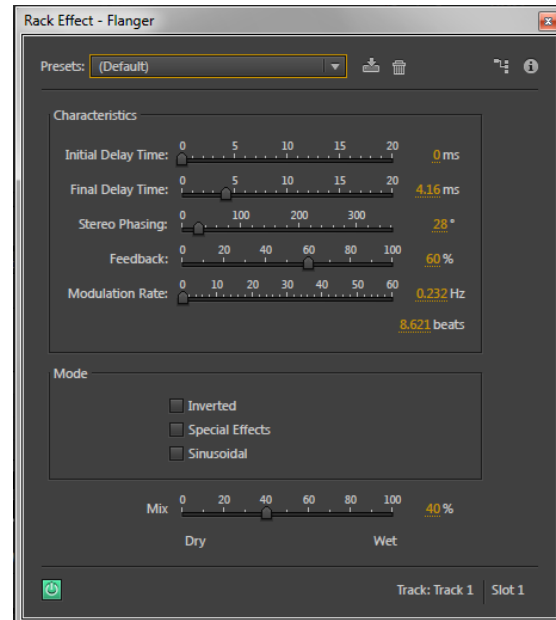 Rack Effect - Flanger
Presets: (Default)
Characteristics
0 5 10 15 20
Initial Delay Time: 0 ms
0 5 10 15 20
Final Delay Time: 4.16 ms
0 100 200 300
Stereo Phasing: 28 °
0 20 40 60 80 100
Feedback: 60 %
0 10 20 30 40 50 60
Modulation Rate: 0.232 Hz
8.621 beats
Mode
Inverted
Special Effects
Sinusoidal
0 20 40 60 80 100
Mix 40 %
Dry Wet
Track: Track 1 Slot 1